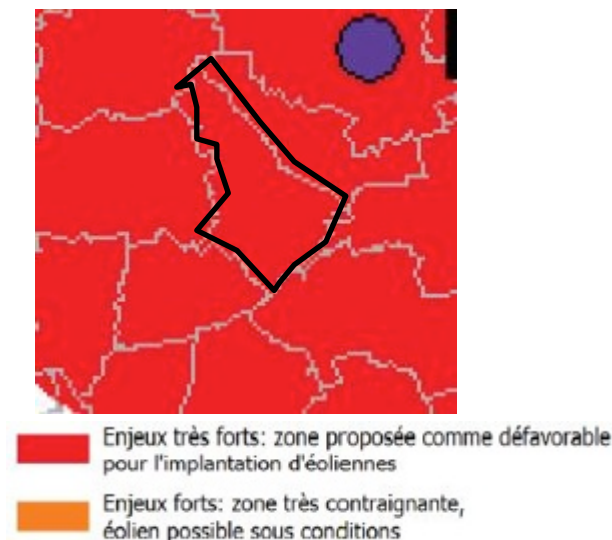 Enjeux très forts: zone proposée comme défavorable
pour l'implantation d'éoliennes
Enjeux forts: zone très contraignante,
éolien possible sous conditions